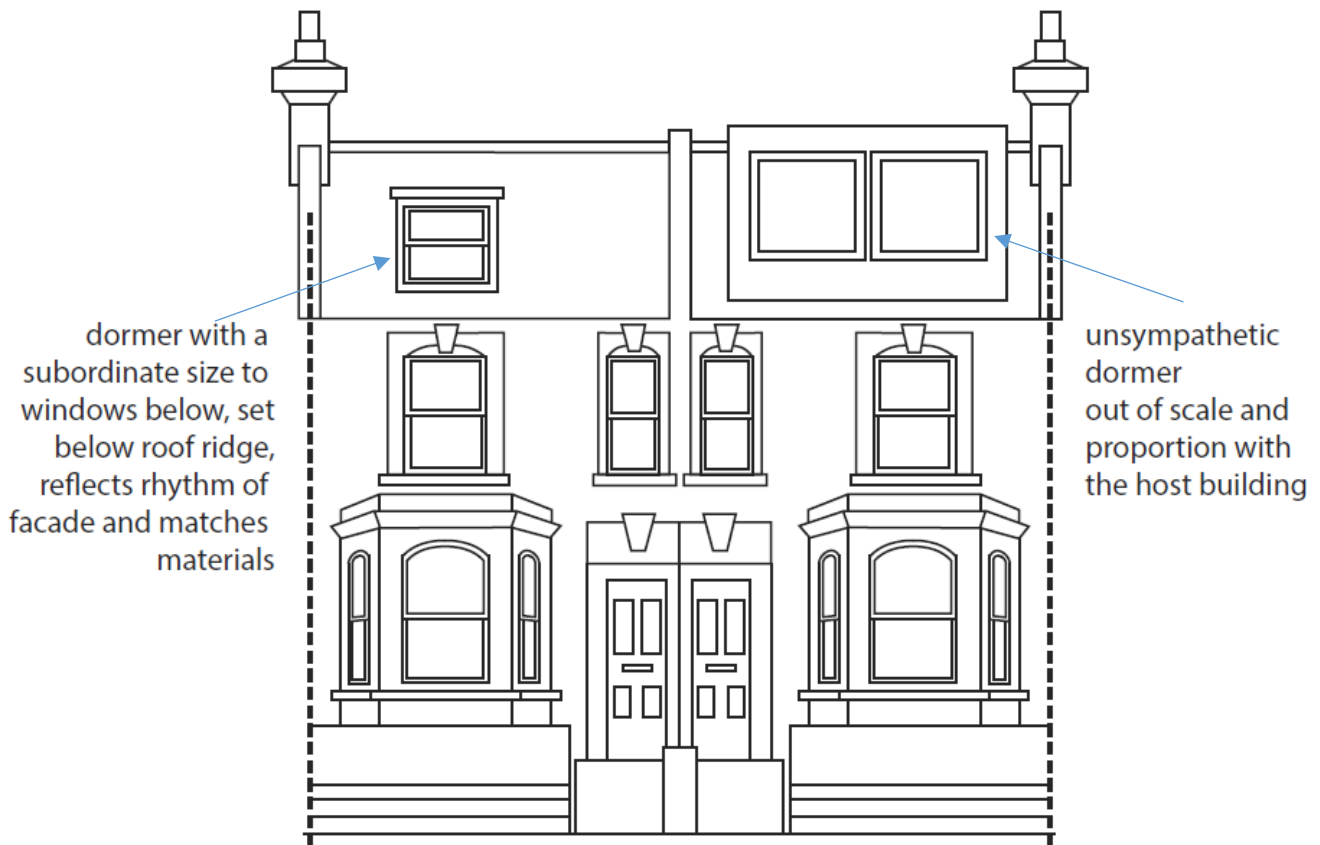 dormer with a
subordinate size to
windows below, set
below roof ridge,
reflects rhythm of
facade and matches
materials
unsympathetic
dormer
out of scale and
proportion with
the host building